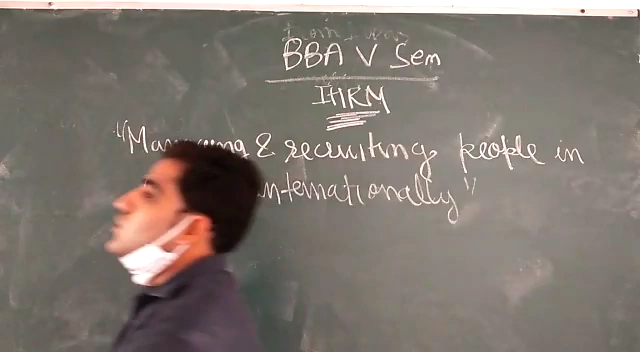 BBA V Sem
IHRM
"Managing & recruiting people in
internationally"